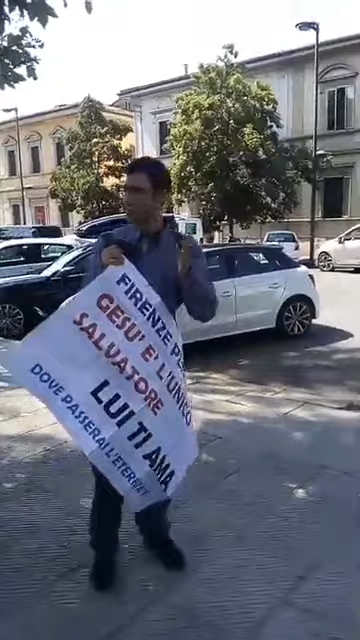 FIRENZE
GESU' E' L'UNICO
SALVATORE
LUI TI AMA
DOVE PASSERAI L'ETERNITA'